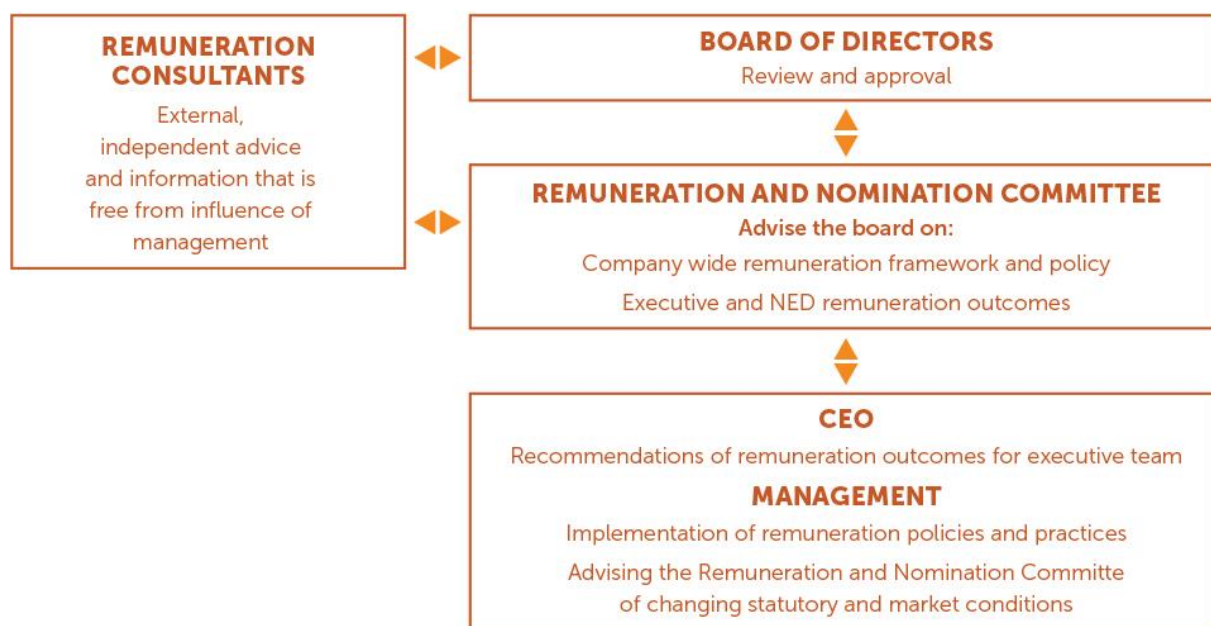 REMUNERATION
CONSULTANTS
External,
independent advice
and information that is
free from influence of
management
BOARD OF DIRECTORS
Review and approval
REMUNERATION AND NOMINATION COMMITTEE
Advise the board on:
Company wide remuneration framework and policy
Executive and NED remuneration outcomes
CEO
Recommendations of remuneration outcomes for executive team
MANAGEMENT
Implementation of remuneration policies and practices
Advising the Remuneration and Nomination Committe
of changing statutory and market conditions